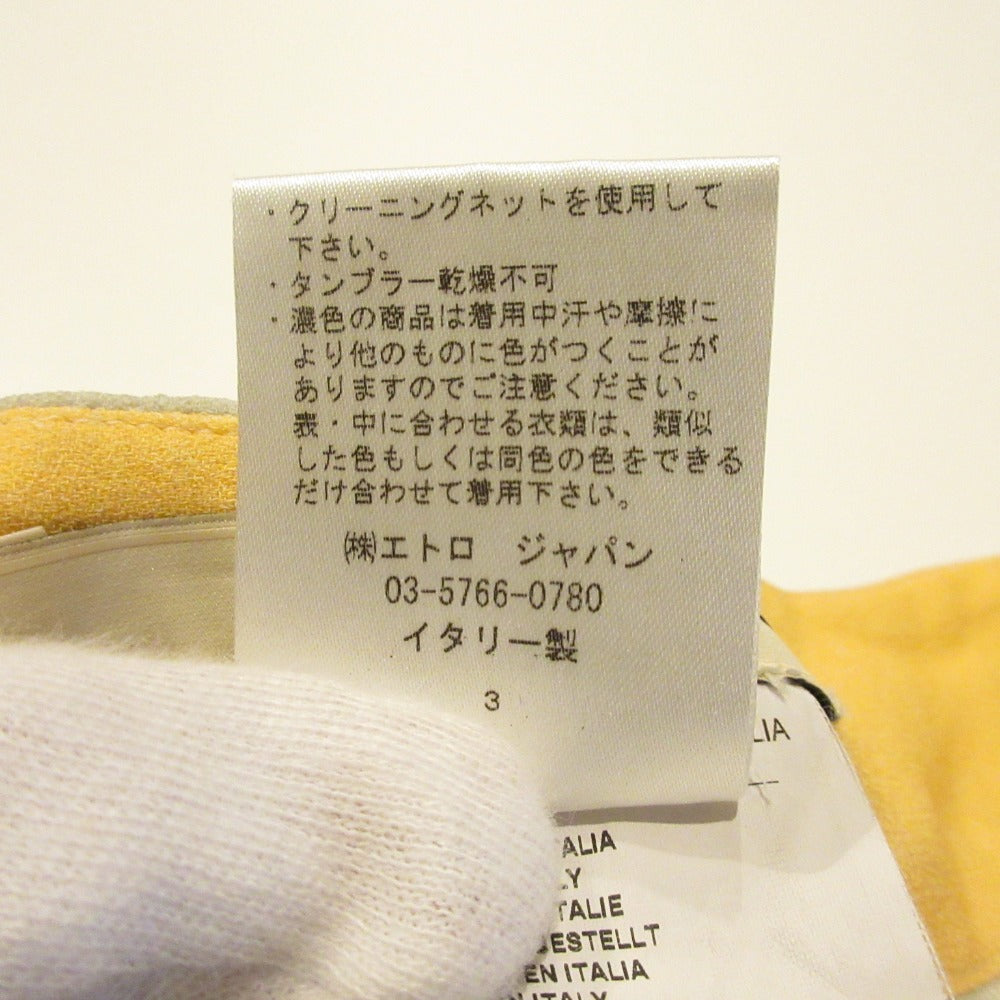 ・クリーニングネットを使用して
下さい。
・タンブラー乾燥不可
・濃色の商品は着用中汗や摩擦に
より他のものに色がつくことが
ありますのでご注意ください。
表・中に合わせる衣類は、類似
した色もしくは同色の色をできる
だけ合わせて着用下さい。
㈱エトロ ジャパン
03-5766-0780
イタリー製
3
LIA
ALIA
LY
TALIE
GESTELLT
EN ITALIA
ITALY